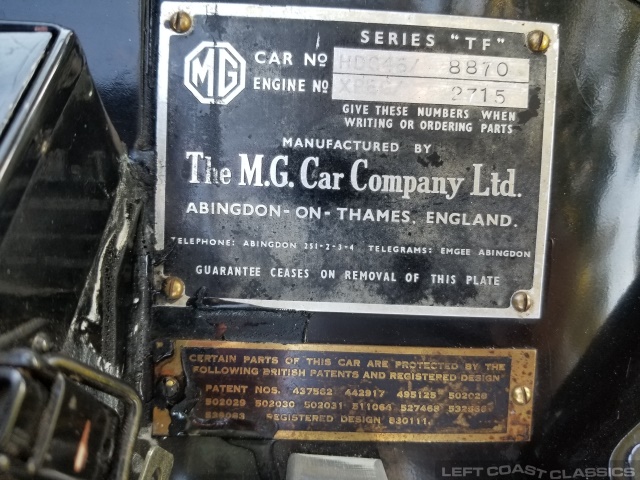 SERIES "TF"
MG
CAR Nº HDC46/ 8870
ENGINE Nº 2715
GIVE THESE NUMBERS WHEN
WRITING OR ORDERING PARTS
MANUFACTURED BY
The M.G. Car Company Ltd.
ABINGDON-ON-THAMES. ENGLAND.
TELEPHONE: ABINGDON 251-2-3-4 TELEGRAMS: EMGEE ABINGDON
GUARANTEE CEASES ON REMOVAL OF THIS PLATE
CERTAIN PARTS OF THIS CAR ARE PROTECTED BY THE
FOLLOWING BRITISH PATENTS AND REGISTERED DESIGN
PATENT NOS. 437562 442917 495125 502028
502029 502030 502031 511064 527468
REGISTERED DESIGN 830111.
LEFT COAST CLASSICS